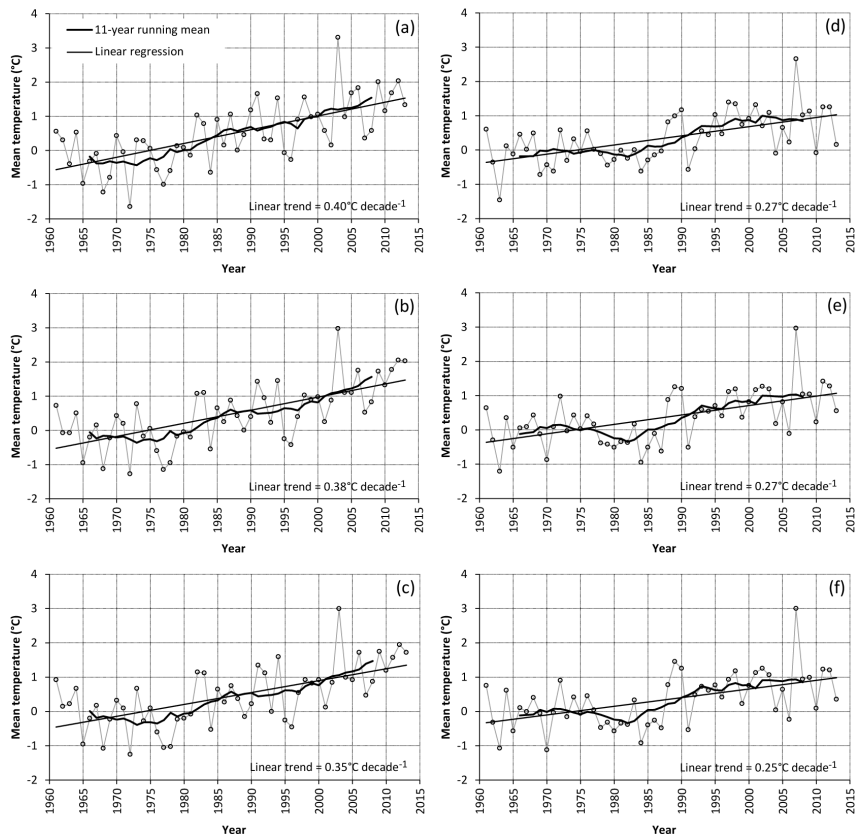 (a)
11-year running mean
Linear regression
Mean temperature (°C)
4
3
2
1
0
-1
-2
Linear trend = 0.40°C decade-1
1960 1965 1970 1975 1980 1985 1990 1995 2000 2005 2010 2015
Year
(d)
Mean temperature (°C)
4
3
2
1
0
-1
-2
Linear trend = 0.27°C decade-1
1960 1965 1970 1975 1980 1985 1990 1995 2000 2005 2010 2015
Year
(b)
Mean temperature (°C)
4
3
2
1
0
-1
-2
Linear trend = 0.38°C decade-1
1960 1965 1970 1975 1980 1985 1990 1995 2000 2005 2010 2015
Year
(e)
Mean temperature (°C)
4
3
2
1
0
-1
-2
Linear trend = 0.27°C decade-1
1960 1965 1970 1975 1980 1985 1990 1995 2000 2005 2010 2015
Year
(c)
Mean temperature (°C)
4
3
2
1
0
-1
-2
Linear trend = 0.35°C decade-1
1960 1965 1970 1975 1980 1985 1990 1995 2000 2005 2010 2015
Year
(f)
Mean temperature (°C)
4
3
2
1
0
-1
-2
Linear trend = 0.25°C decade-1
1960 1965 1970 1975 1980 1985 1990 1995 2000 2005 2010 2015
Year